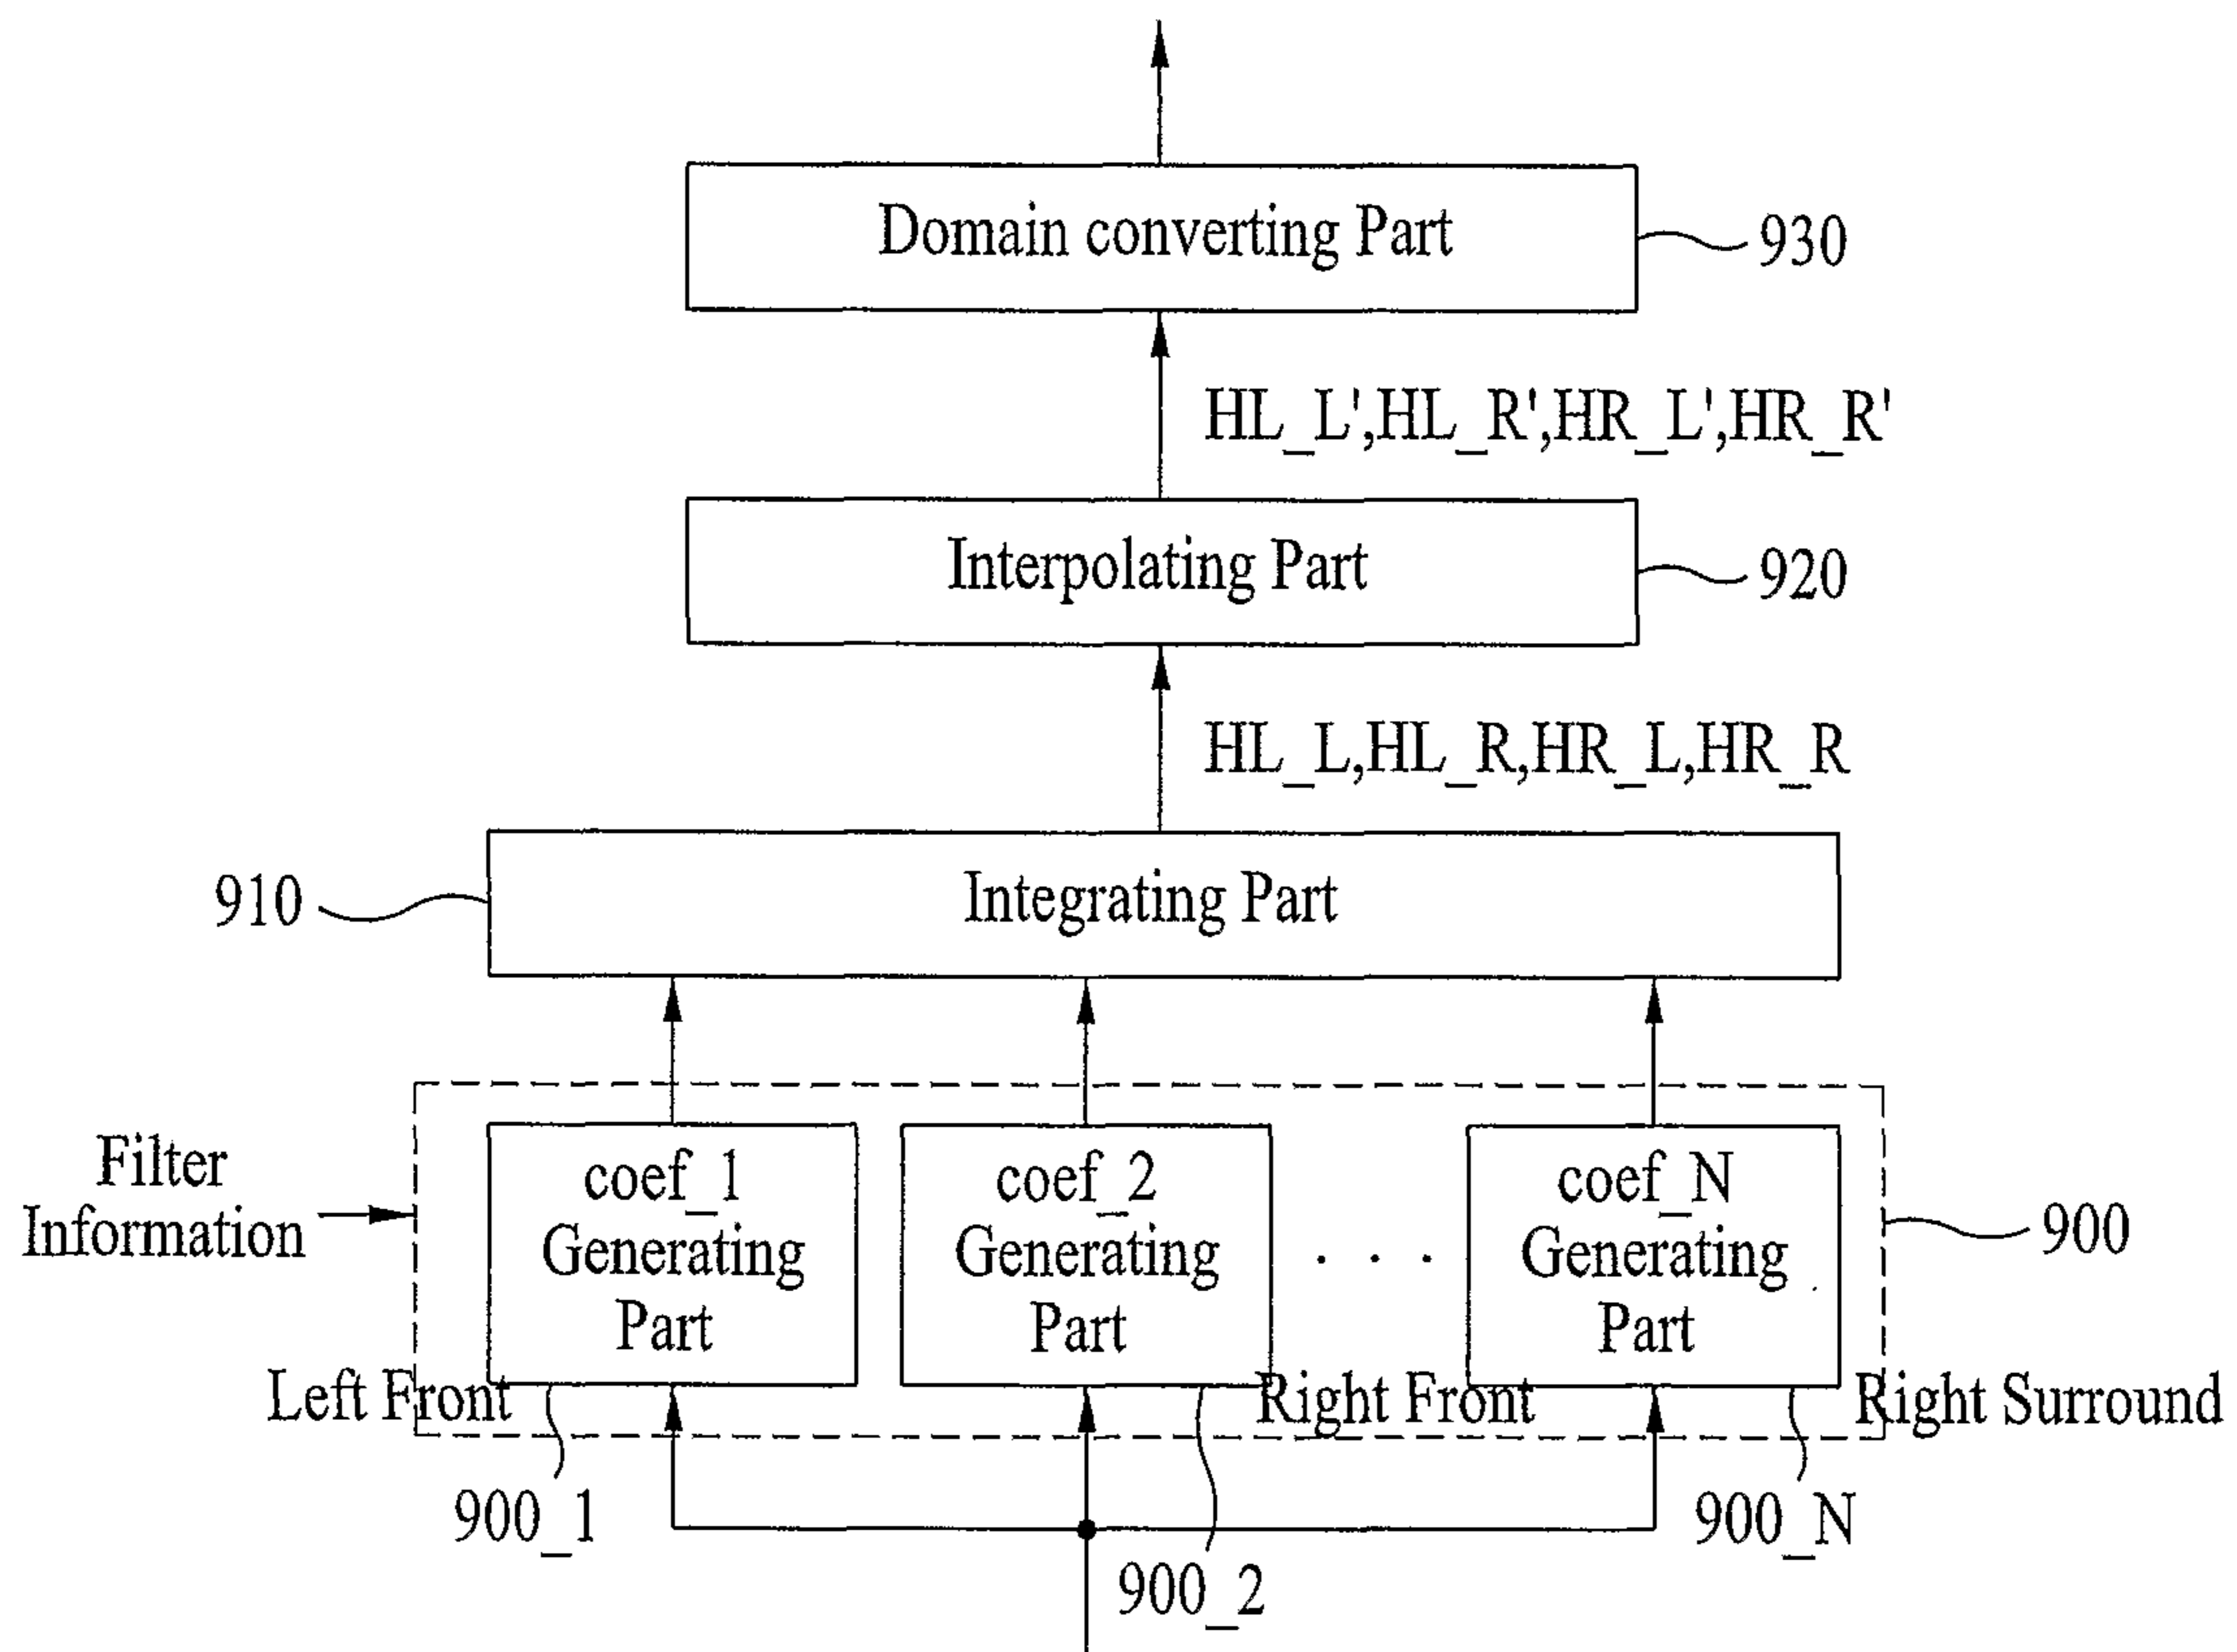 Domain converting Part
930
HL_L',HL_R',HR_L',HR_R'
Interpolating Part
920
HL_L,HL_R,HR_L,HR_R
910
Integrating Part
Filter
Information
coef_1
Generating
Part
coef_2
Generating
Part
. . .
coef_N
Generating
Part
900
Left Front
Right Front
Right Surround
900_1
900_2
900_N